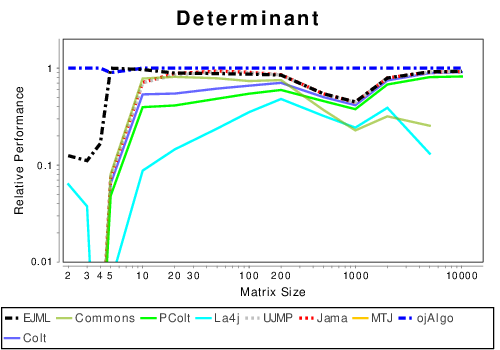 Determinant
Relative Performance
1
0.1
0.01
2 3 4 5 10 20 30 100 200 1000 10000
Matrix Size
EJML Commons PColt La4j UJMP Jama MTJ ojAlgo
Colt